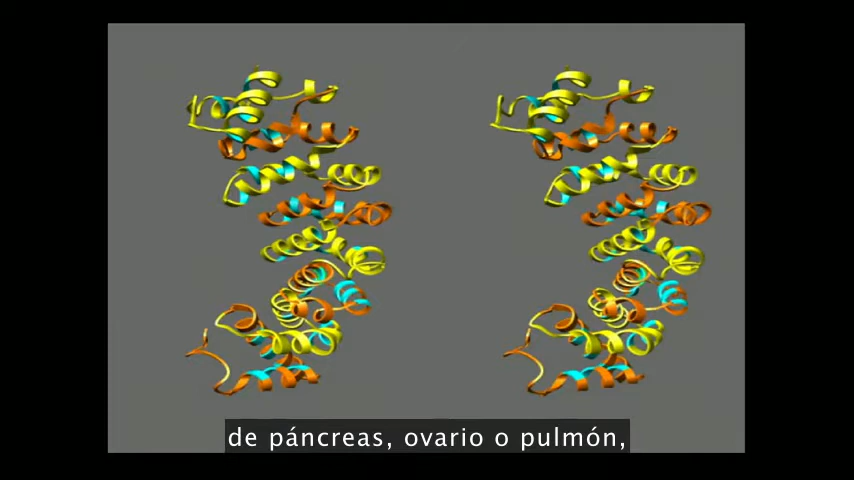 de páncreas, ovario o pulmón,